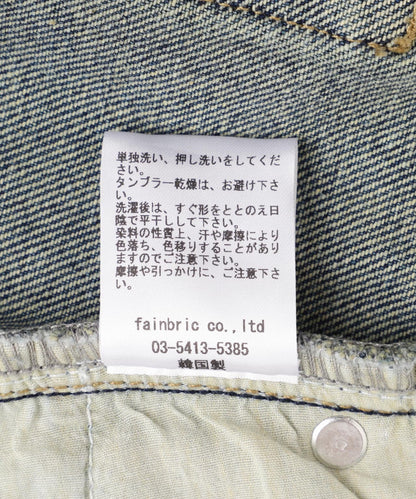 単独洗い、押し洗いをしてくださ
い。
タンブラー乾燥は、お避け下さ
い。
洗濯後は、すぐ形をととのえ日
陰で平干しして下さい。
染料の性質上、汗や摩擦により
色落ち、色移りすることがあり
ますのでご注意下さい。
摩擦や引っかけに、ご注意下さ
い。
fainbric co.,ltd
03-5413-5385
韓国製